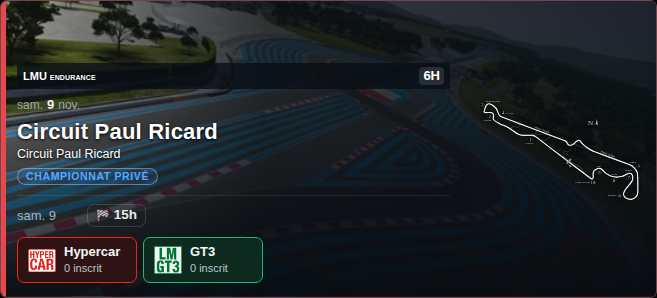 LMU ENDURANCE 6H
sam. 9 nov.
Circuit Paul Ricard
Circuit Paul Ricard
CHAMPIONNAT PRIVÉ
N
sam. 9 15h
HYPER CAR Hypercar
0 inscrit
LM GT3 GT3
0 inscrit